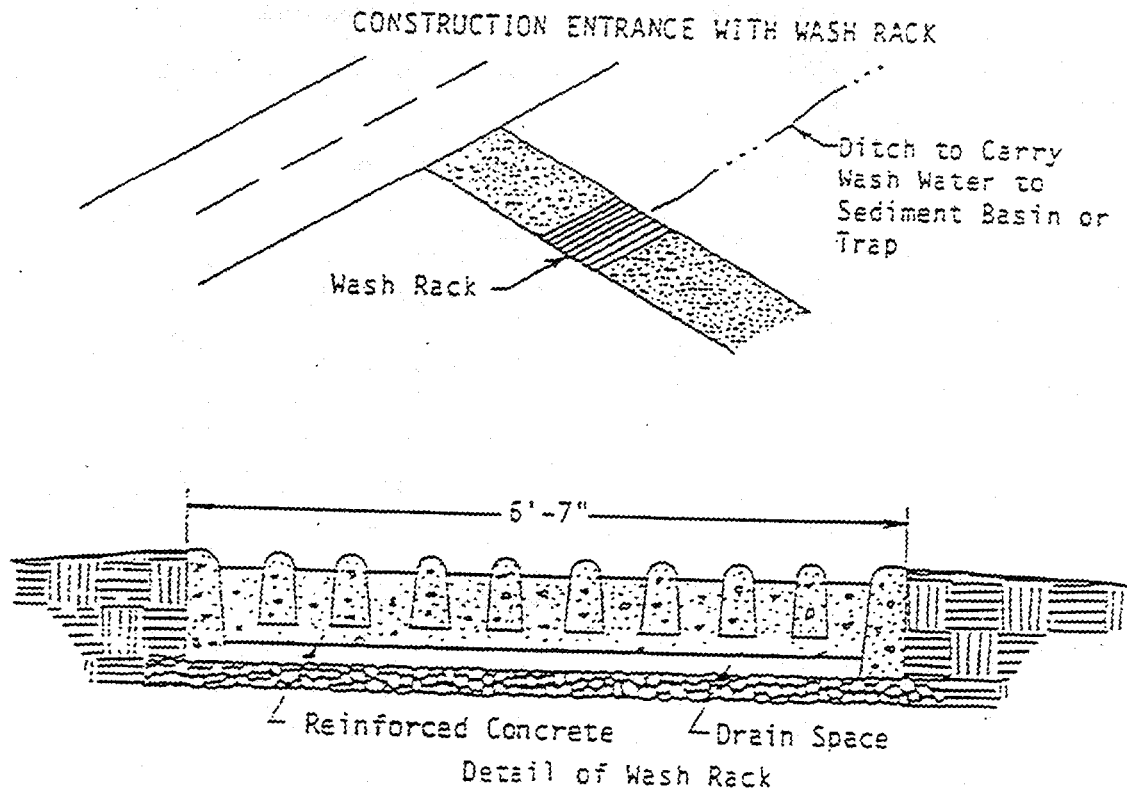 CONSTRUCTION ENTRANCE WITH WASH RACK
Ditch to Carry
Wash Water to
Sediment Basin or
Trap
Wash Rack
6'-7"
Reinforced Concrete
Drain Space
Detail of Wash Rack